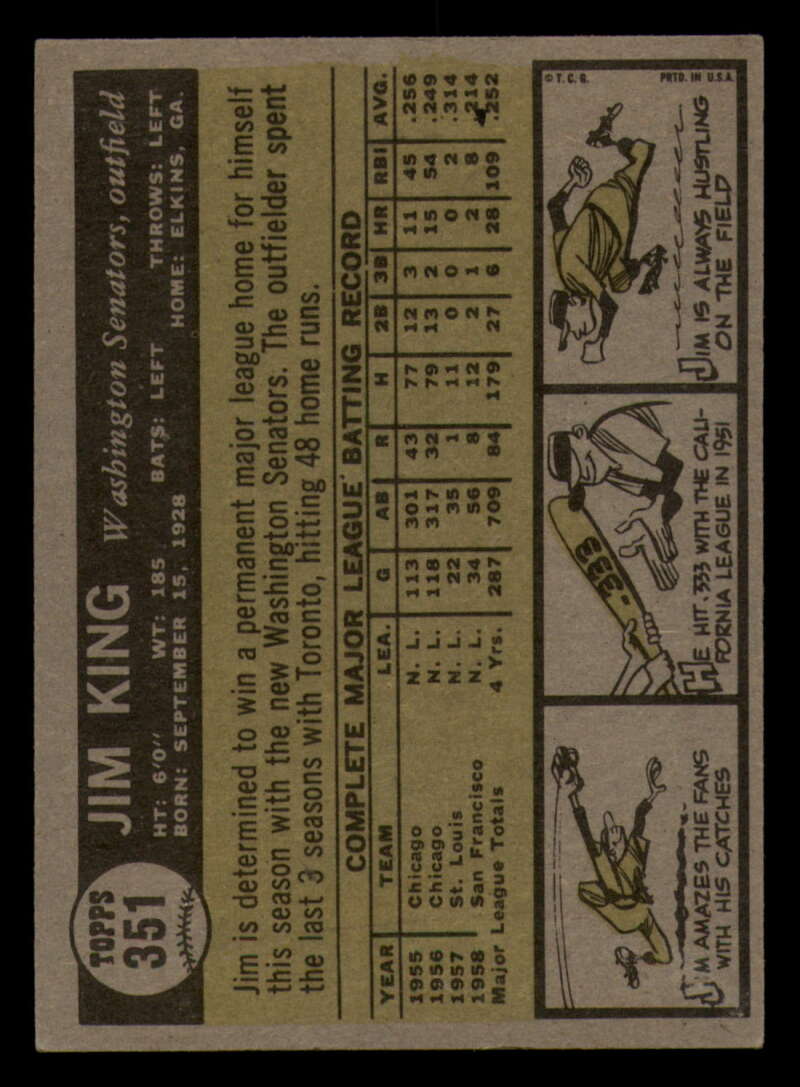 TOPPS
351
JIM KING Washington Senators, outfield
HT: 6'0" WT: 185 BATS: LEFT THROWS: LEFT
BORN: SEPTEMBER 15, 1928 HOME: ELKINS, GA.
Jim is determined to win a permanent major league home for himself
this season with the new Washington Senators. The outfielder spent
the last 3 seasons with Toronto, hitting 48 home runs.
COMPLETE MAJOR LEAGUE BATTING RECORD
YEAR TEAM LEA. G AB R H 2B 3B HR RBI AVG.
1955 Chicago N. L. 113 301 43 77 12 3 11 45 .256
1956 Chicago N. L. 118 317 32 79 13 2 15 54 .249
1957 St. Louis N. L. 22 35 1 11 0 0 0 2 .314
1958 San Francisco N. L. 34 56 8 12 2 1 2 8 .214
Major League Totals 4 Yrs. 287 709 84 179 27 6 28 109 .252
JIM AMAZES THE FANS
WITH HIS CATCHES
.333
HE HIT .333 WITH THE CALI-
FORNIA LEAGUE IN 1951
© T. C. G. PRTD. IN U.S.A.
JIM IS ALWAYS HUSTLING
ON THE FIELD